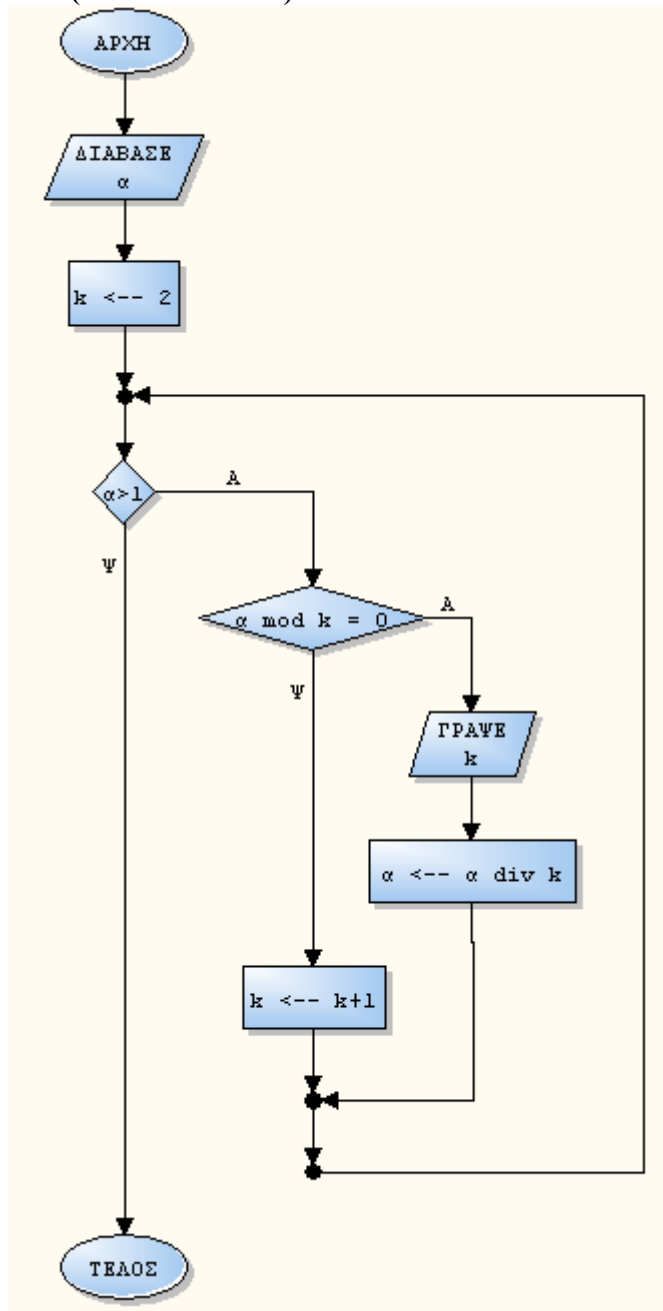 ΑΡΧΗ
ΔΙΑΒΑΣΕ
α
k <-- 2
α>1
Α
Ψ
α mod k = 0
Α
Ψ
ΓΡΑΨΕ
k
α <-- α div k
k <-- k+1
ΤΕΛΟΣ